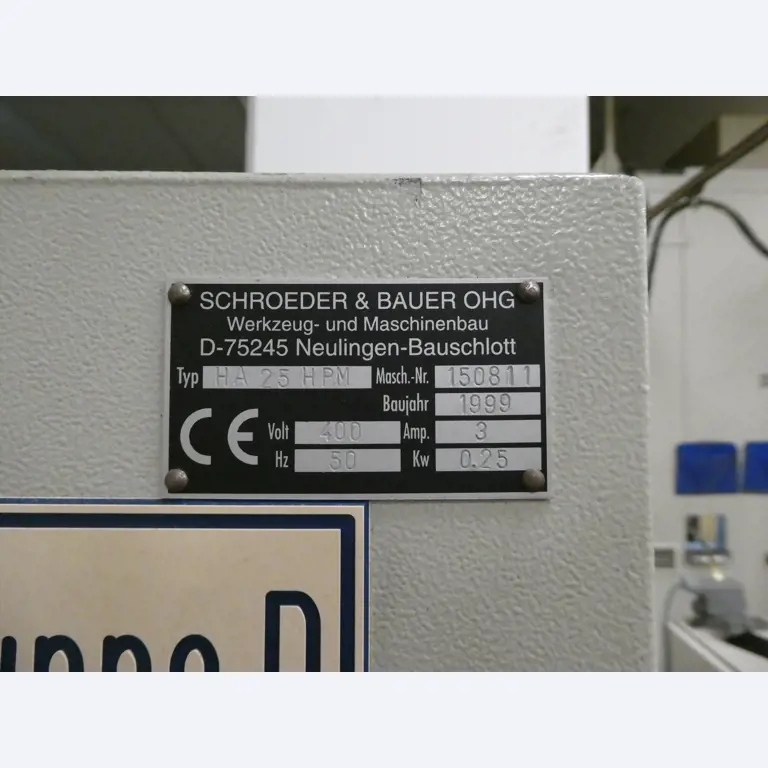 SCHROEDER & BAUER OHG
Werkzeug- und Maschinenbau
D-75245 Neulingen-Bauschlott
Typ HA 25 HPM Masch.-Nr. 150811
Baujahr 1999
CE Volt 400 Amp. 3
Hz 50 Kw 0.25